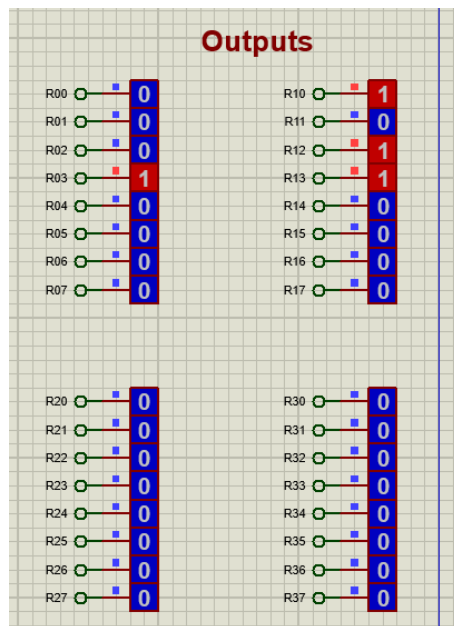 Outputs
R00 0 R10 1
R01 0 R11 0
R02 0 R12 1
R03 1 R13 1
R04 0 R14 0
R05 0 R15 0
R06 0 R16 0
R07 0 R17 0
R20 0 R30 0
R21 0 R31 0
R22 0 R32 0
R23 0 R33 0
R24 0 R34 0
R25 0 R35 0
R26 0 R36 0
R27 0 R37 0